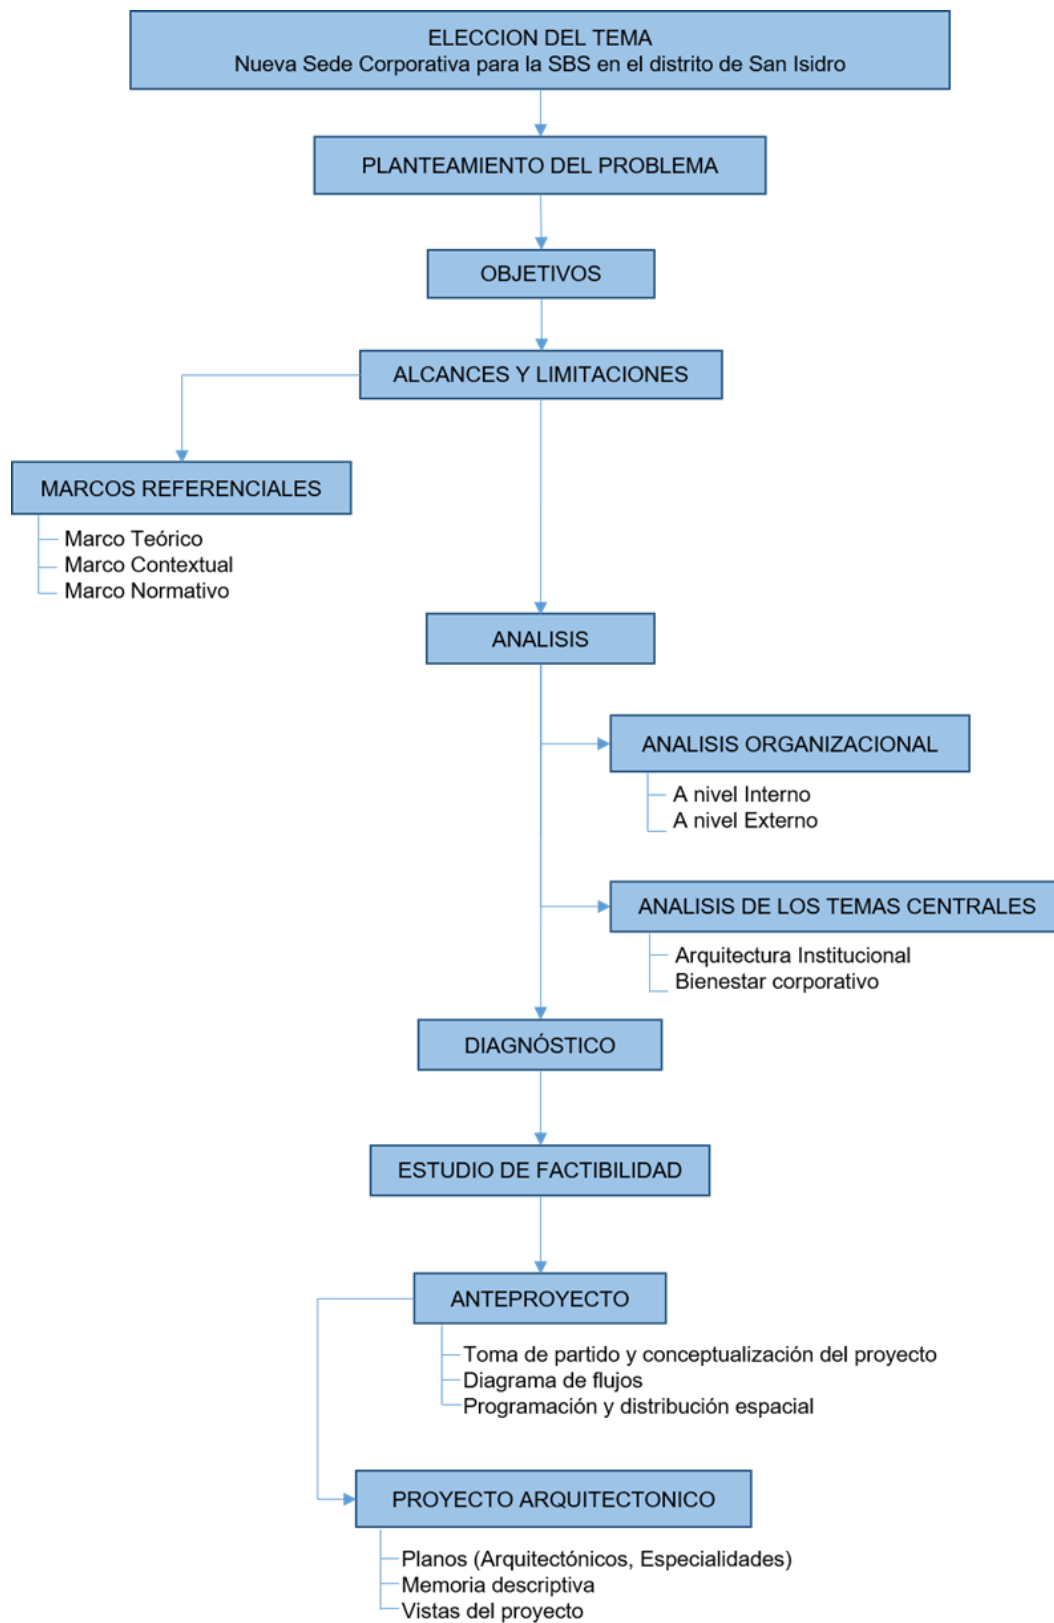 ELECCION DEL TEMA
Nueva Sede Corporativa para la SBS en el distrito de San Isidro
PLANTEAMIENTO DEL PROBLEMA
OBJETIVOS
ALCANCES Y LIMITACIONES
MARCOS REFERENCIALES
Marco Teórico
Marco Contextual
Marco Normativo
ANALISIS
ANALISIS ORGANIZACIONAL
A nivel Interno
A nivel Externo
ANALISIS DE LOS TEMAS CENTRALES
Arquitectura Institucional
Bienestar corporativo
DIAGNÓSTICO
ESTUDIO DE FACTIBILIDAD
ANTEPROYECTO
Toma de partido y conceptualización del proyecto
Diagrama de flujos
Programación y distribución espacial
PROYECTO ARQUITECTONICO
Planos (Arquitectónicos, Especialidades)
Memoria descriptiva
Vistas del proyecto